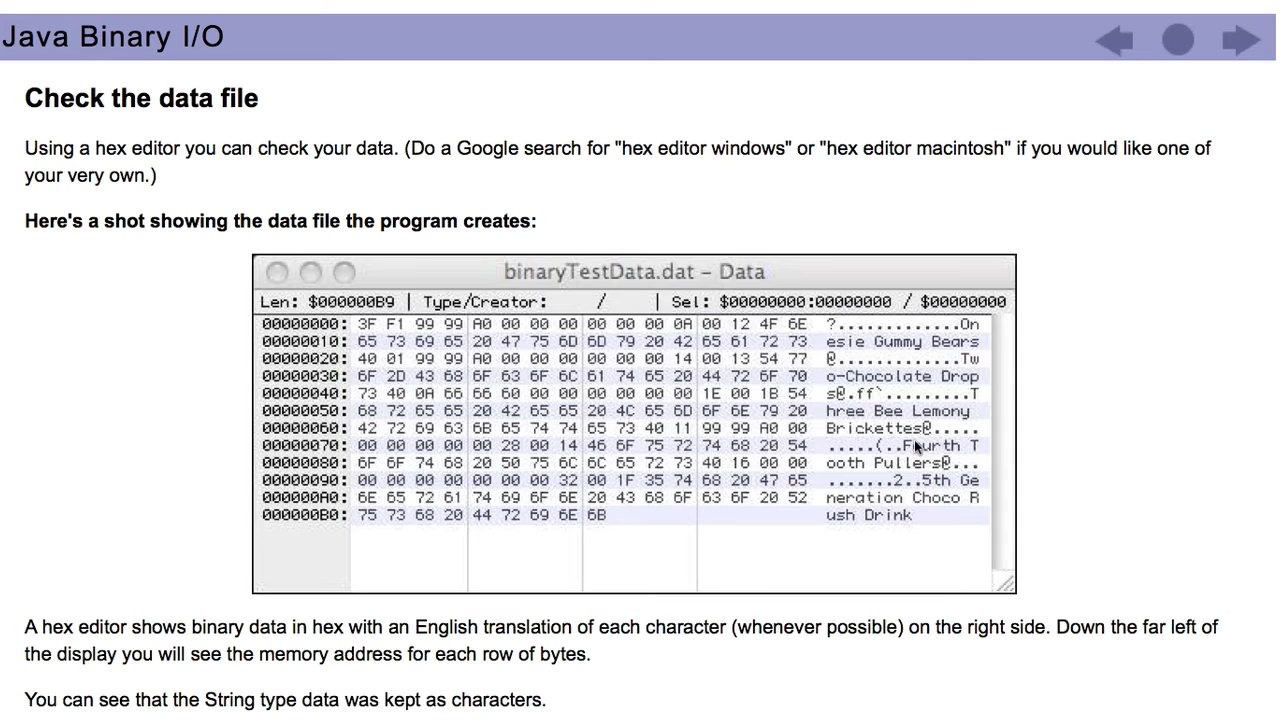 Java Binary I/O
Check the data file
Using a hex editor you can check your data. (Do a Google search for "hex editor windows" or "hex editor macintosh" if you would like one of
your very own.)
Here's a shot showing the data file the program creates:
binaryTestData.dat – Data
Len: $000000B9 | Type/Creator: / | Sel: $00000000:00000000 / $00000000
00000000: 3F F1 99 99 A0 00 00 00 00 00 00 0A 00 12 4F 6E ?.............On
00000010: 65 73 69 65 20 47 75 6D 6D 79 20 42 65 61 72 73 esie Gummy Bears
00000020: 40 01 99 99 A0 00 00 00 00 00 00 14 00 13 54 77 @.............Tw
00000030: 6F 2D 43 68 6F 63 6F 6C 61 74 65 20 44 72 6F 70 o-Chocolate Drop
00000040: 73 40 0A 66 66 60 00 00 00 00 00 00 1E 00 1B 54 s@.ff`.........T
00000050: 68 72 65 65 20 42 65 65 20 4C 65 6D 6F 6E 79 20 hree Bee Lemony
00000060: 42 72 69 63 6B 65 74 74 65 73 40 11 99 99 A0 00 Brickettes@.....
00000070: 00 00 00 00 00 28 00 14 46 6F 75 72 74 68 20 54 .....(..Fourth T
00000080: 6F 6F 74 68 20 50 75 6C 6C 65 72 73 40 16 00 00 ooth Pullers@...
00000090: 00 00 00 00 00 00 32 00 1F 35 74 68 20 47 65 .......2..5th Ge
000000A0: 6E 65 72 61 74 69 6F 6E 20 43 68 6F 63 6F 20 52 neration Choco R
000000B0: 75 73 68 20 44 72 69 6E 6B ush Drink
A hex editor shows binary data in hex with an English translation of each character (whenever possible) on the right side. Down the far left of
the display you will see the memory address for each row of bytes.
You can see that the String type data was kept as characters.